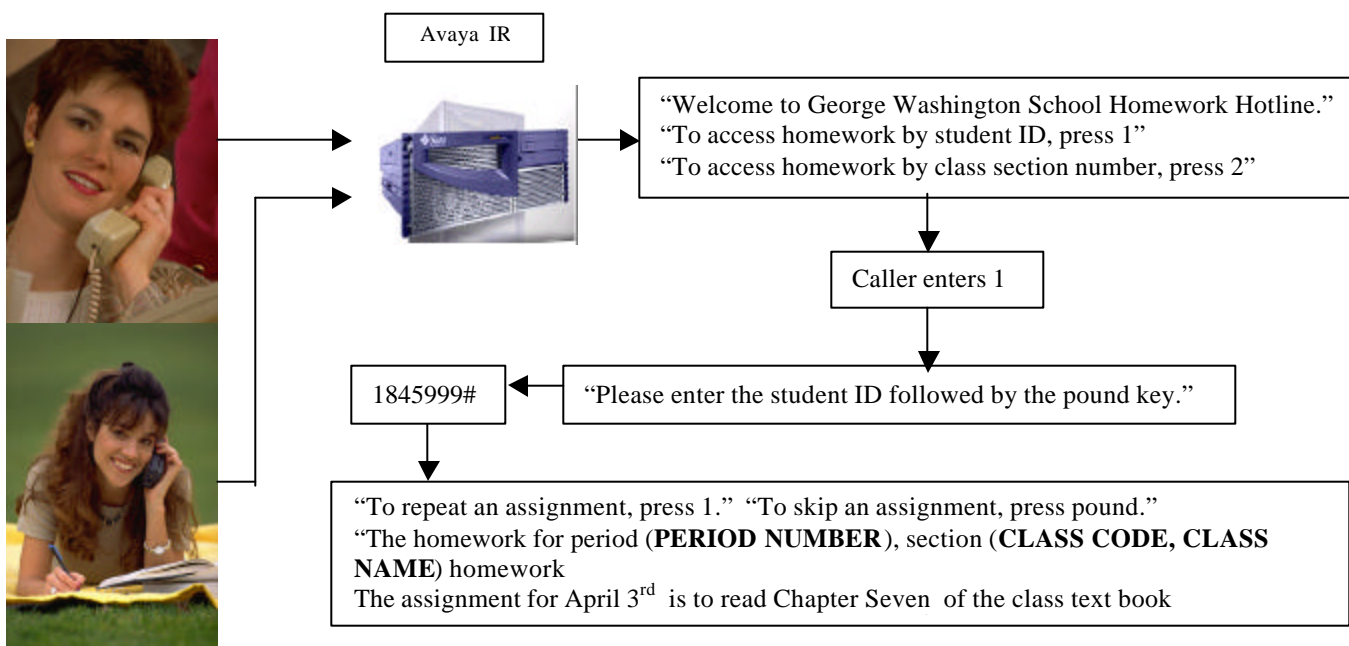 Avaya IR
“Welcome to George Washington School Homework Hotline.”
“To access homework by student ID, press 1”
“To access homework by class section number, press 2”
Caller enters 1
1845999#
“Please enter the student ID followed by the pound key.”
“To repeat an assignment, press 1.” “To skip an assignment, press pound.”
“The homework for period (PERIOD NUMBER), section (CLASS CODE, CLASS
NAME) homework
The assignment for April 3rd is to read Chapter Seven of the class text book